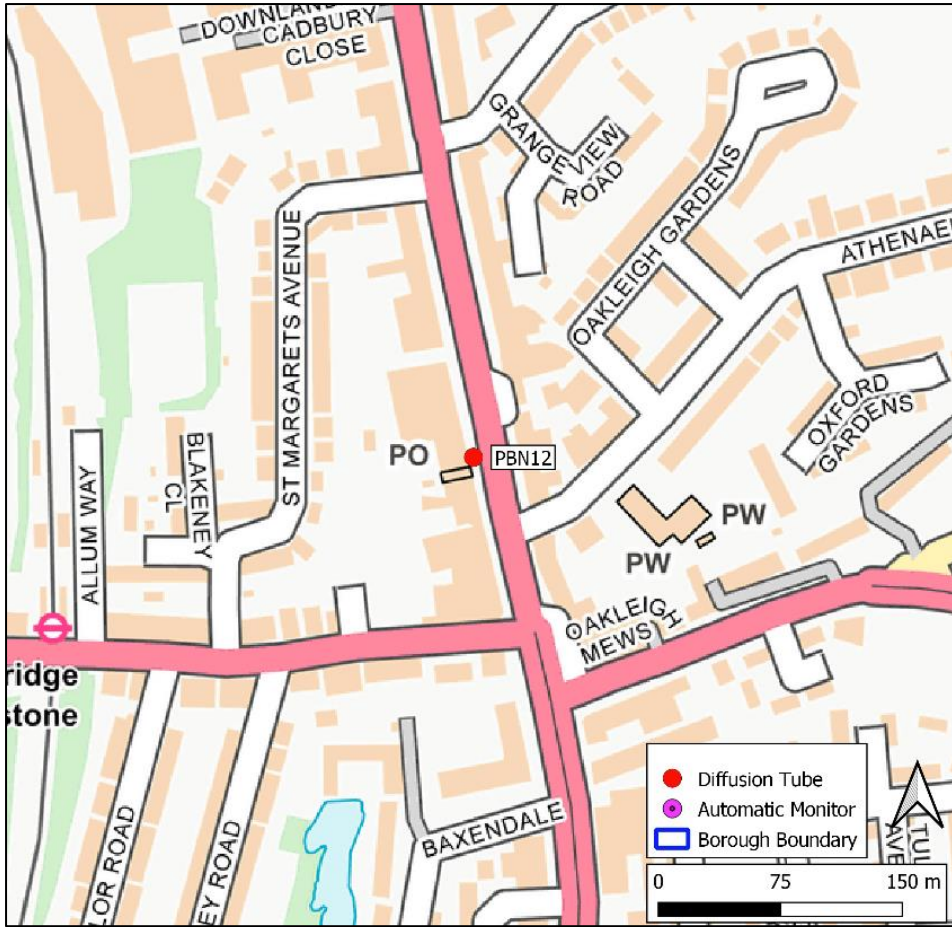 DOWNLAND
CADBURY
CLOSE
GRANGE VIEW
ROAD
OAKLEIGH GARDENS
ATHENAE
ST MARGARETS AVENUE
OXFORD
GARDENS
PO
PBN12
BLAKENEY
CL
ALLUM WAY
PW
PW
OAKLEIGH
MEWS
ridge
stone
LOR ROAD
EY ROAD
BAXENDALE
Diffusion Tube
Automatic Monitor
Borough Boundary
TUL
AVE
0 75 150 m